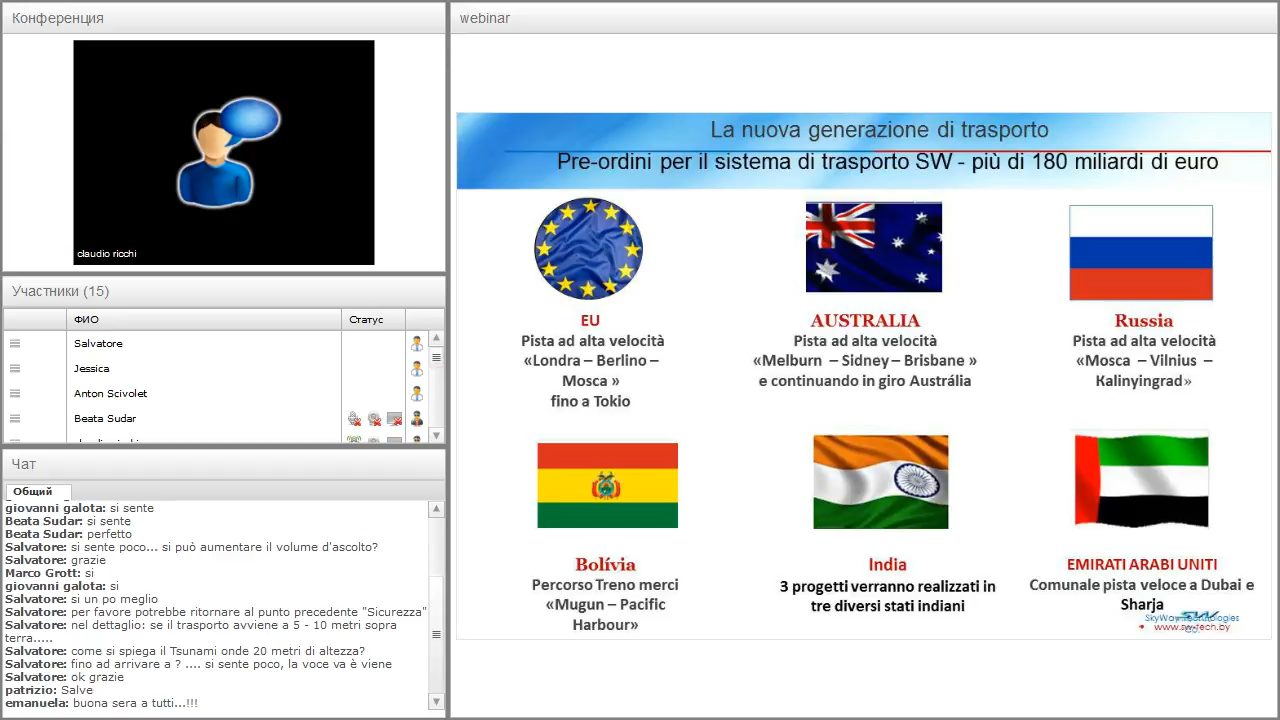 Конференция
claudio ricchi
Участники (15)
ФИО
Статус
Salvatore
Jessica
Anton Scivolet
Beata Sudar
Чат
Общий
giovanni galota: si sente
Beata Sudar: si sente
Beata Sudar: perfetto
Salvatore: si sente poco... si può aumentare il volume d'ascolto?
Salvatore: grazie
Marco Grott: si
giovanni galota: si
Salvatore: si un po meglio
Salvatore: per favore potrebbe ritornare al punto precedente "Sicurezza"
Salvatore: nel dettaglio: se il trasporto avviene a 5 - 10 metri sopra
terra.....
Salvatore: come si spiega il Tsunami onde 20 metri di altezza?
Salvatore: fino ad arrivare a ? .... si sente poco, la voce va è viene
Salvatore: ok grazie
patrizio: Salve
emanuela: buona sera a tutti...!!!
webinar
La nuova generazione di trasporto
Pre-ordini per il sistema di trasporto SW - più di 180 miliardi di euro
EU
Pista ad alta velocità
«Londra – Berlino –
Mosca »
fino a Tokio
AUSTRALIA
Pista ad alta velocità
«Melburn – Sidney – Brisbane »
e continuando in giro Austrália
Russia
Pista ad alta velocità
«Mosca – Vilnius –
Kalinyingrad»
Bolívia
Percorso Treno merci
«Mugun – Pacific
Harbour»
India
3 progetti verranno realizzati in
tre diversi stati indiani
EMIRATI ARABI UNITI
Comunale pista veloce a Dubai e
Sharja